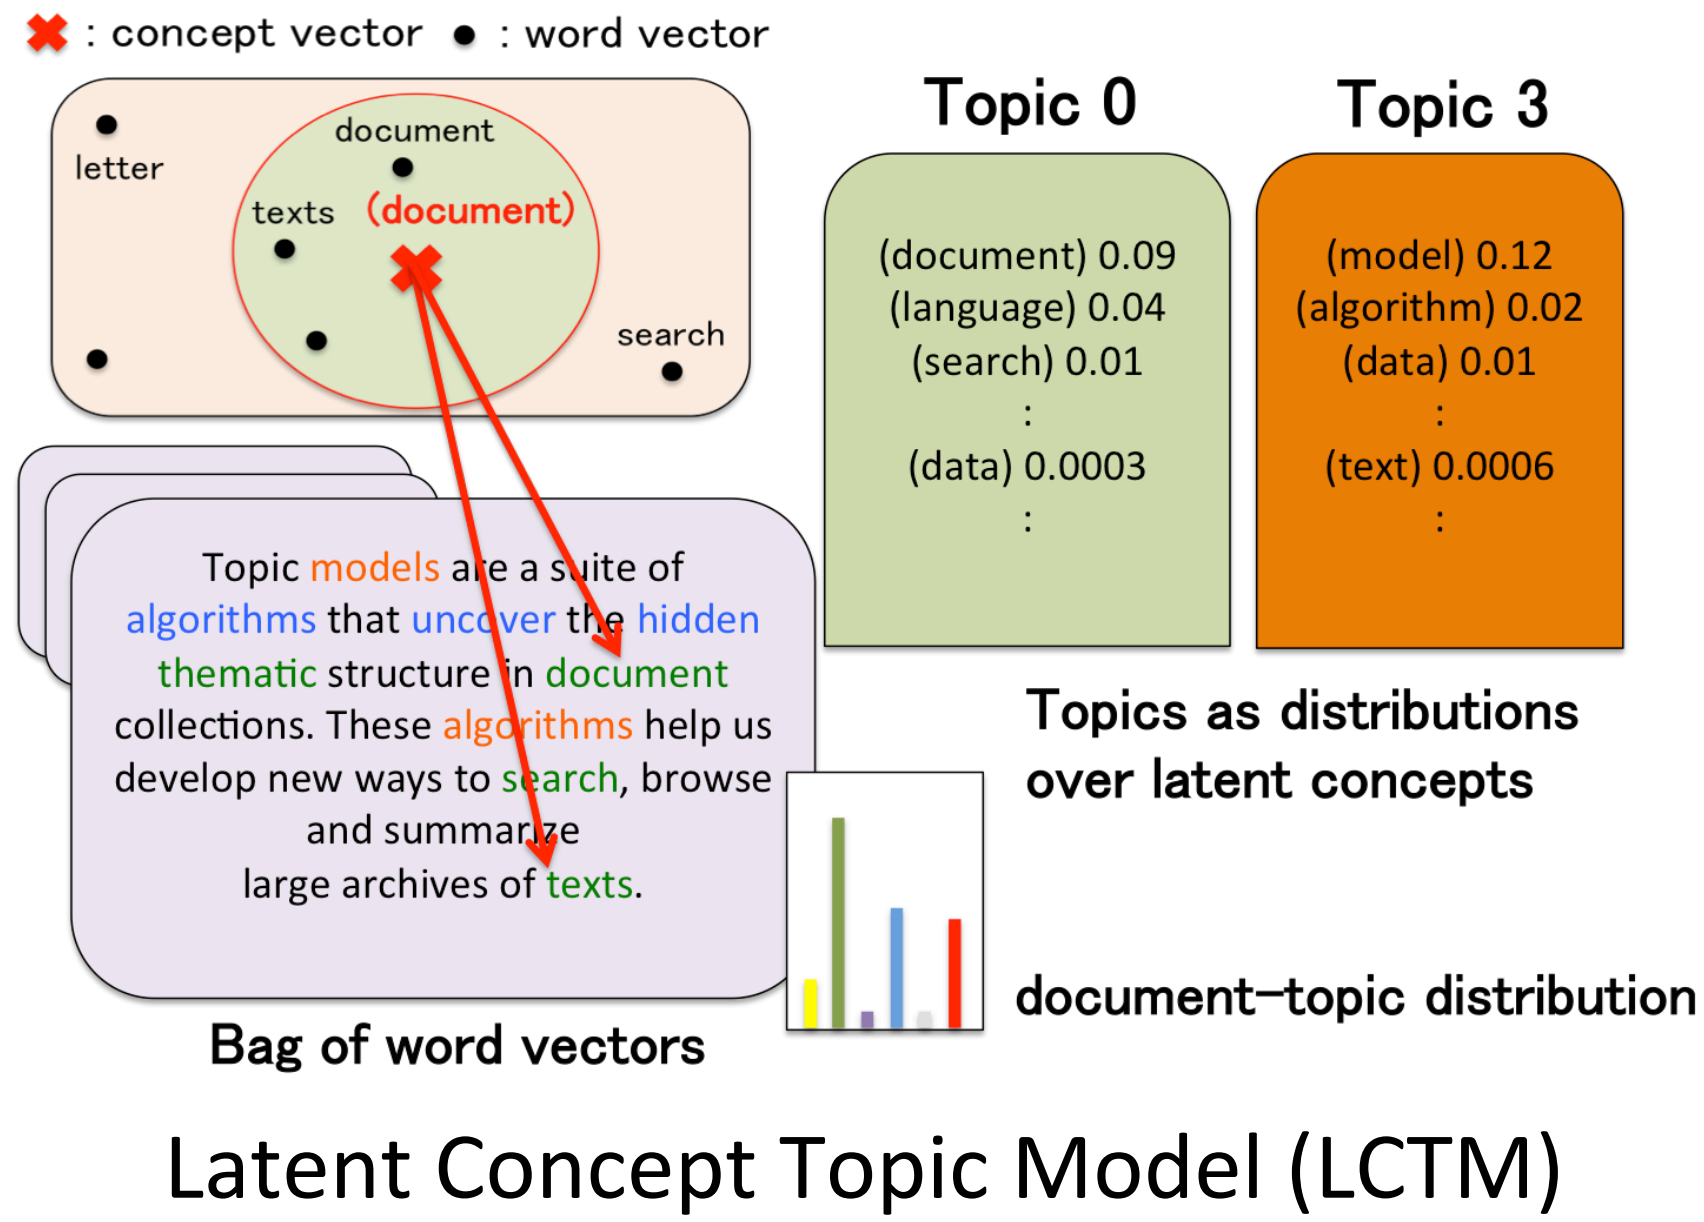 : concept vector
: word vector
document
letter
texts
(document)
search
Topic 0
(document) 0.09
(language) 0.04
(search) 0.01
:
(data) 0.0003
:
Topic 3
(model) 0.12
(algorithm) 0.02
(data) 0.01
:
(text) 0.0006
:
Topics as distributions
over latent concepts
Topic models are a suite of
algorithms that uncover the hidden
thematic structure in document
collections. These algorithms help us
develop new ways to search, browse
and summarize
large archives of texts.
Bag of word vectors
document-topic distribution
Latent Concept Topic Model (LCTM)